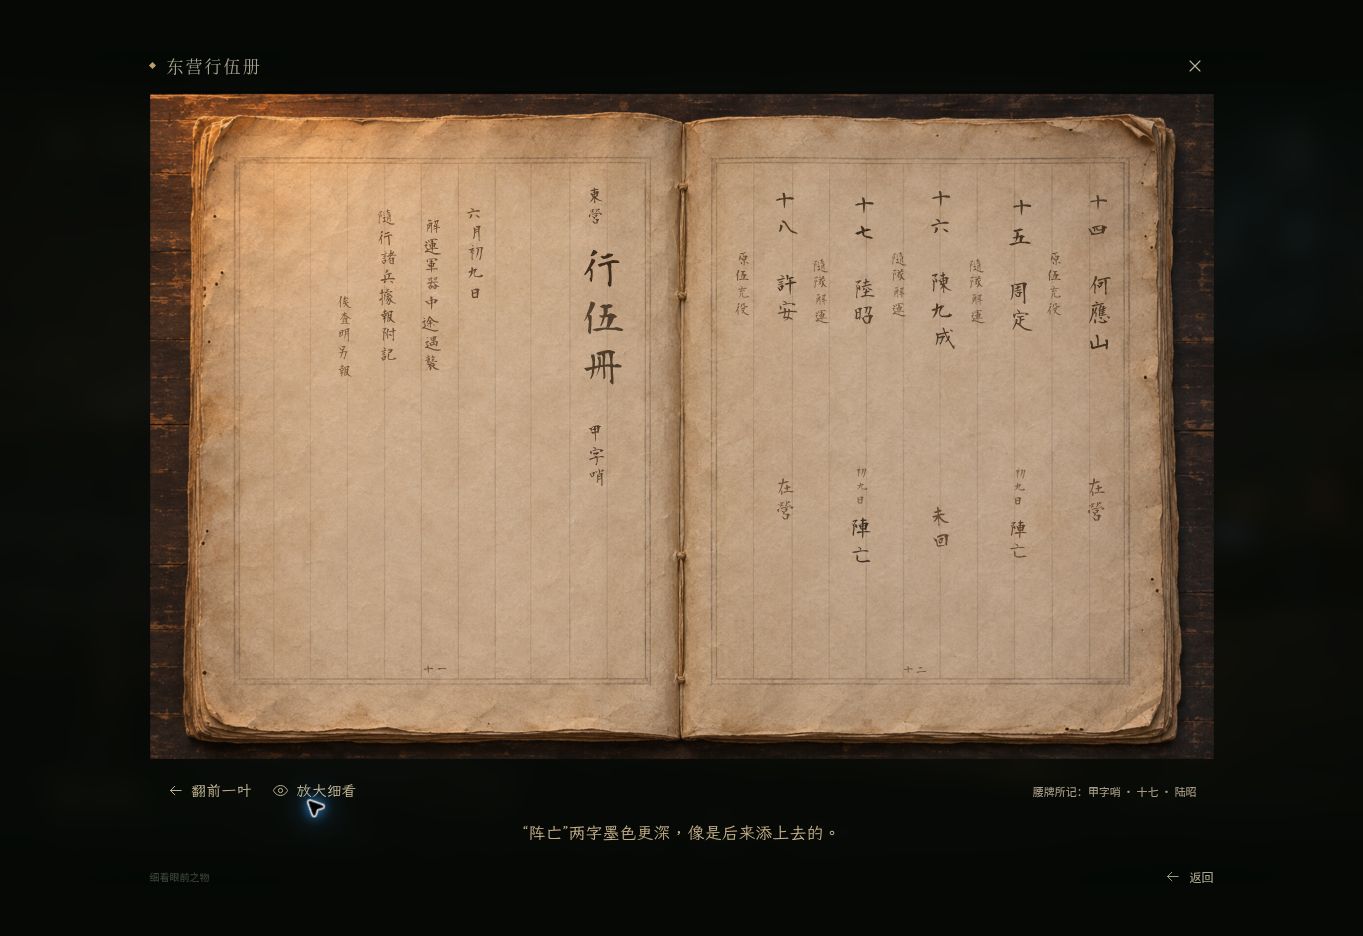 东营行伍册
十四 何應山 在營
原伍充役
十五 周定 初九日 陣亡
隨隊解運
十六 陳九成 未回
隨隊解運
十七 陸昭 初九日 陣亡
隨隊解運
十八 許安 在營
原伍充役
十二
東營 行伍冊 甲字哨
六月初九日
解運軍器中途遇襲
隨行諸兵據報附記
俟查明另報
十一
翻前一叶
放大细看
腰牌所记：甲字哨・十七・陆昭
“阵亡”两字墨色更深，像是后来添上去的。
细看眼前之物
返回